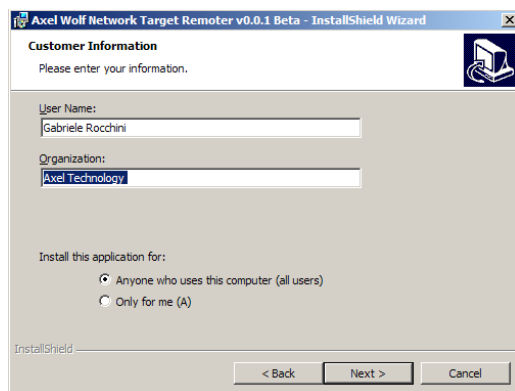 Axel Wolf Network Target Remoter v0.0.1 Beta - InstallShield Wizard
Customer Information
Please enter your information.
User Name:
Gabriele Rocchini
Organization:
Axel Technology
Install this application for:
Anyone who uses this computer (all users)
Only for me (A)
InstallShield
< Back Next > Cancel